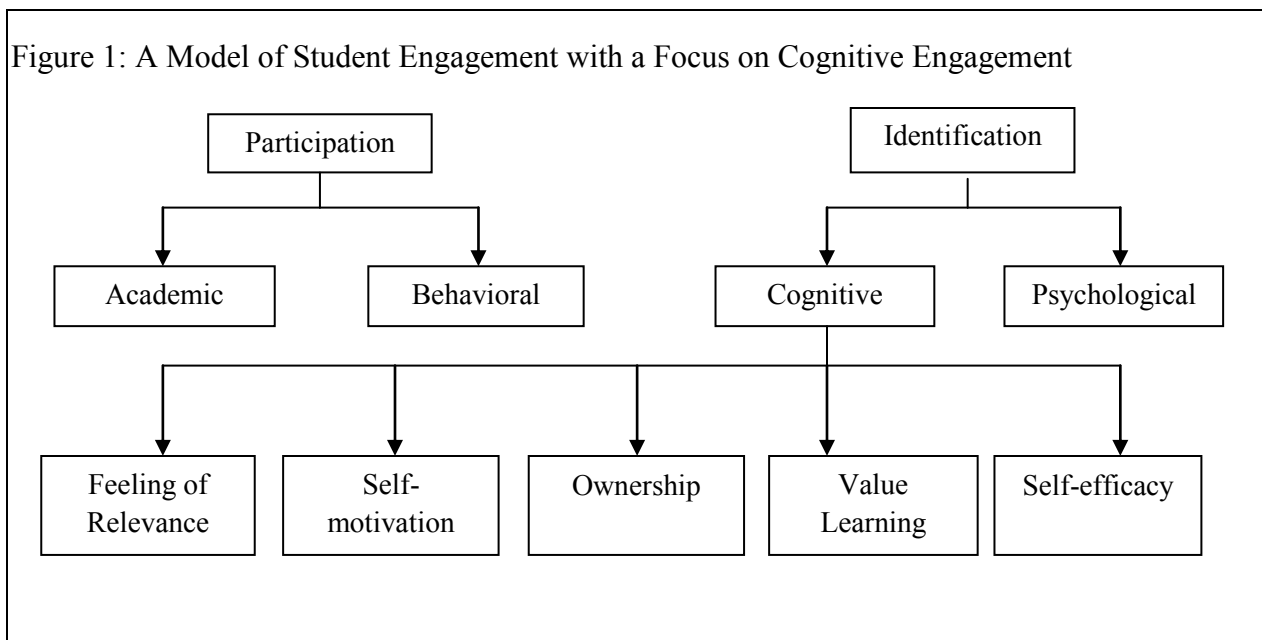 Figure 1: A Model of Student Engagement with a Focus on Cognitive Engagement
Participation
Identification
Academic
Behavioral
Cognitive
Psychological
Feeling of
Relevance
Self-
motivation
Ownership
Value
Learning
Self-efficacy